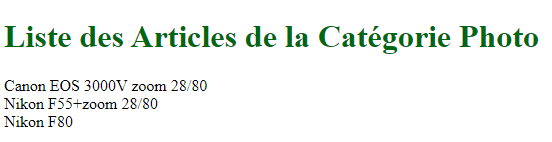 Liste des Articles de la Catégorie Photo
Canon EOS 3000V zoom 28/80
Nikon F55+zoom 28/80
Nikon F80